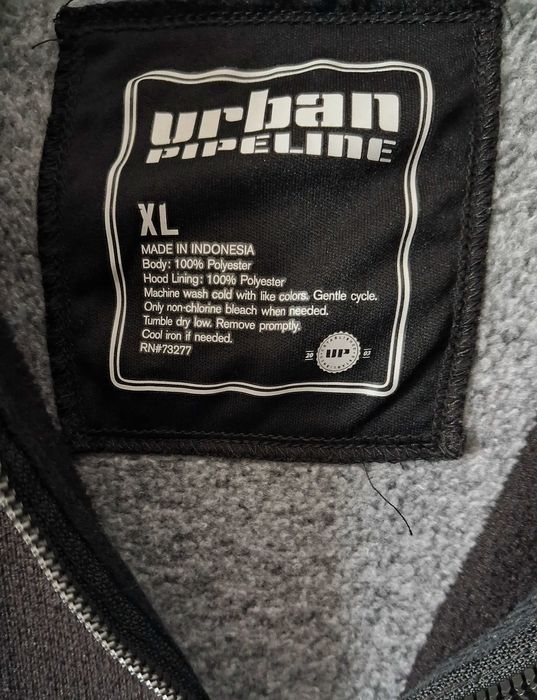 urban
PIPELINE
XL
MADE IN INDONESIA
Body: 100% Polyester
Hood Lining: 100% Polyester
Machine wash cold with like colors. Gentle cycle.
Only non-chlorine bleach when needed.
Tumble dry low. Remove promptly.
Cool iron if needed.
RN#73277
20 UP 03